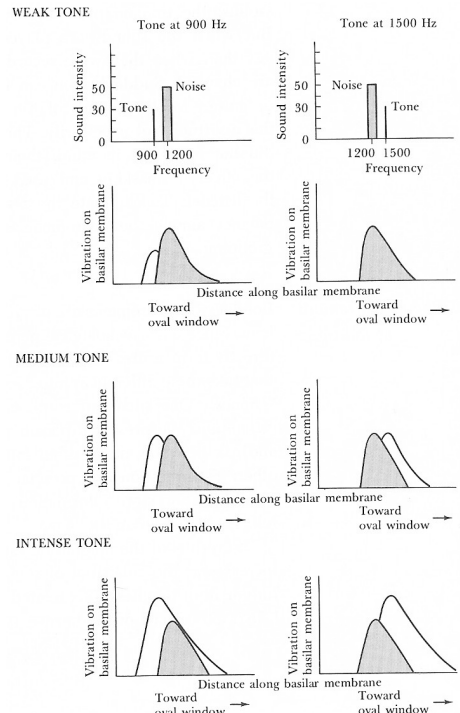 WEAK TONE
Tone at 900 Hz
Tone at 1500 Hz
Sound intensity
50
30
0
Tone
Noise
900 1200
Frequency
Sound intensity
50
30
0
Noise
Tone
1200 1500
Frequency
Vibration on
basilar membrane
Vibration on
basilar membrane
Distance along basilar membrane
Toward
oval window
Toward
oval window
MEDIUM TONE
Vibration on
basilar membrane
Vibration on
basilar membrane
Distance along basilar membrane
Toward
oval window
Toward
oval window
INTENSE TONE
Vibration on
basilar membrane
Vibration on
basilar membrane
Distance along basilar membrane
Toward
oval window
Toward
oval window